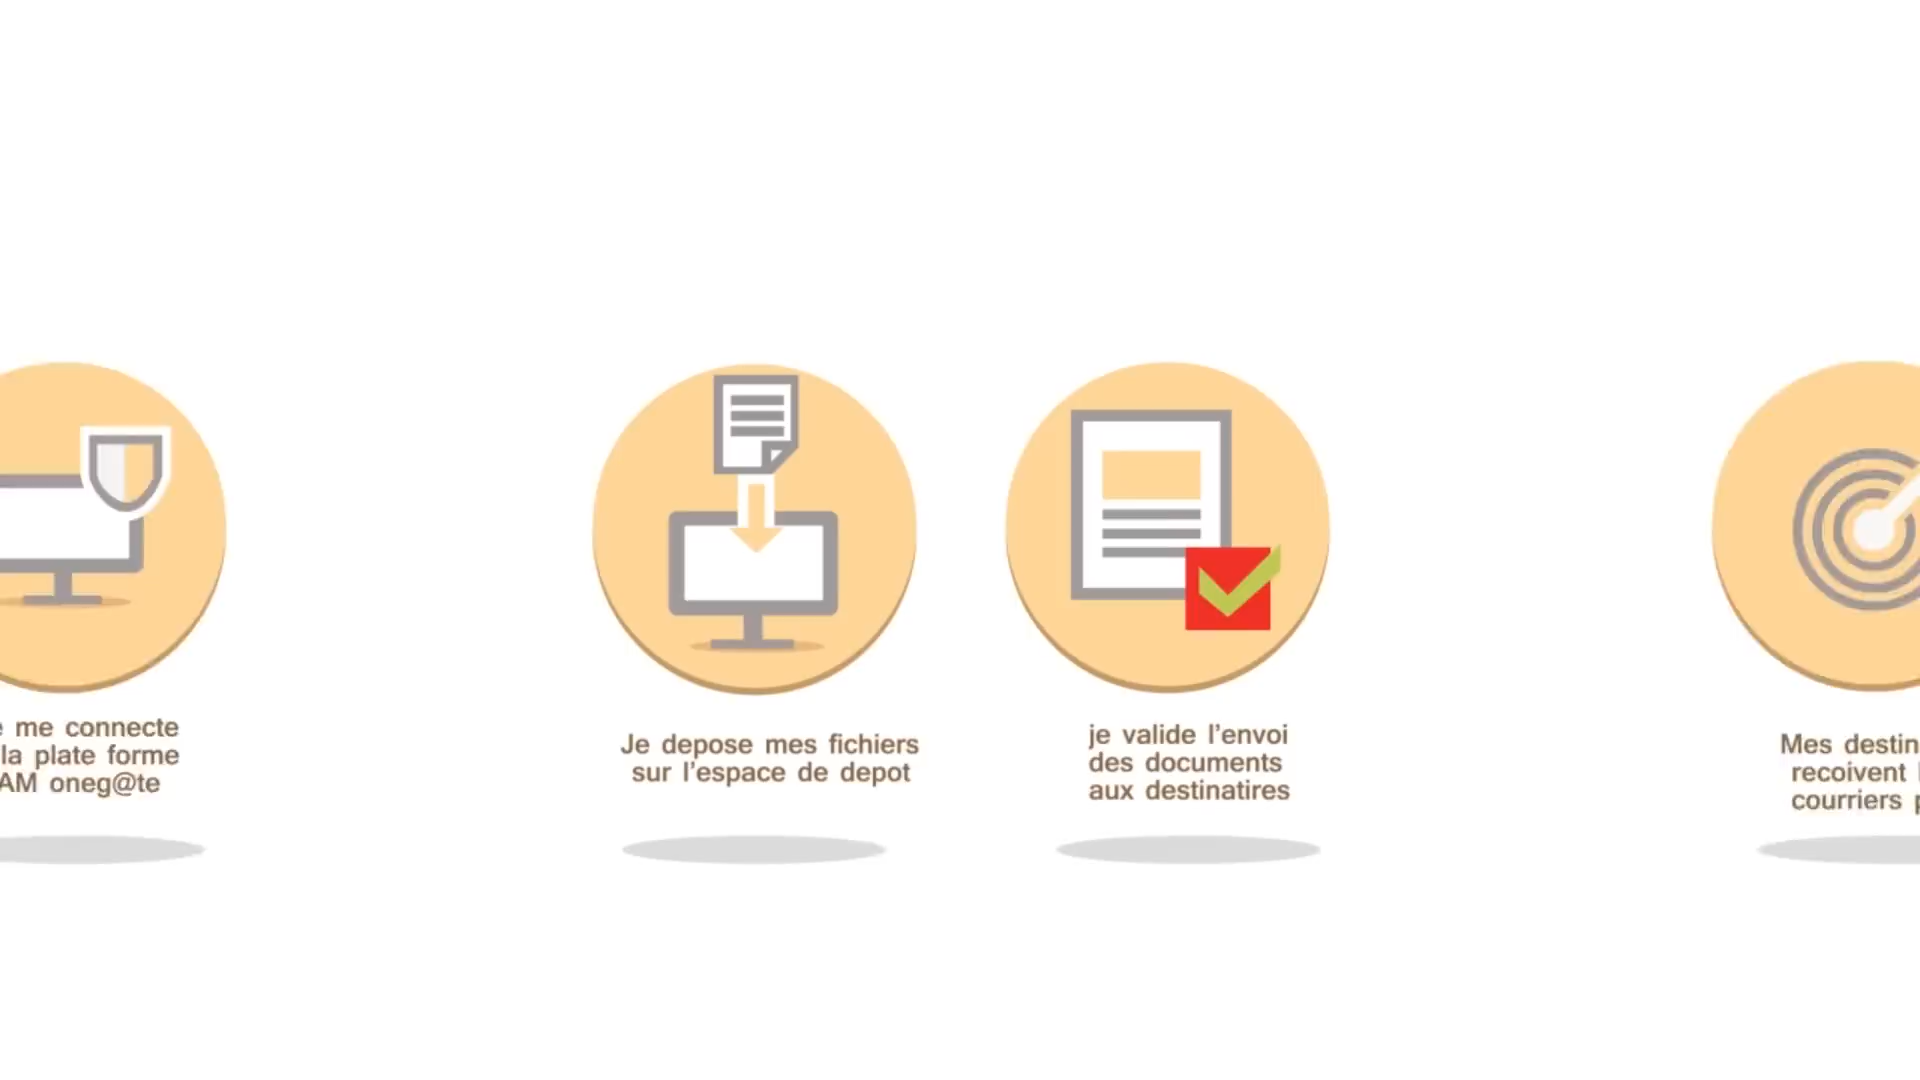 me connecte
la plate forme
AM oneg@te
Je depose mes fichiers
sur l'espace de depot
je valide l'envoi
des documents
aux destinatires
Mes destin
recoivent
courriers